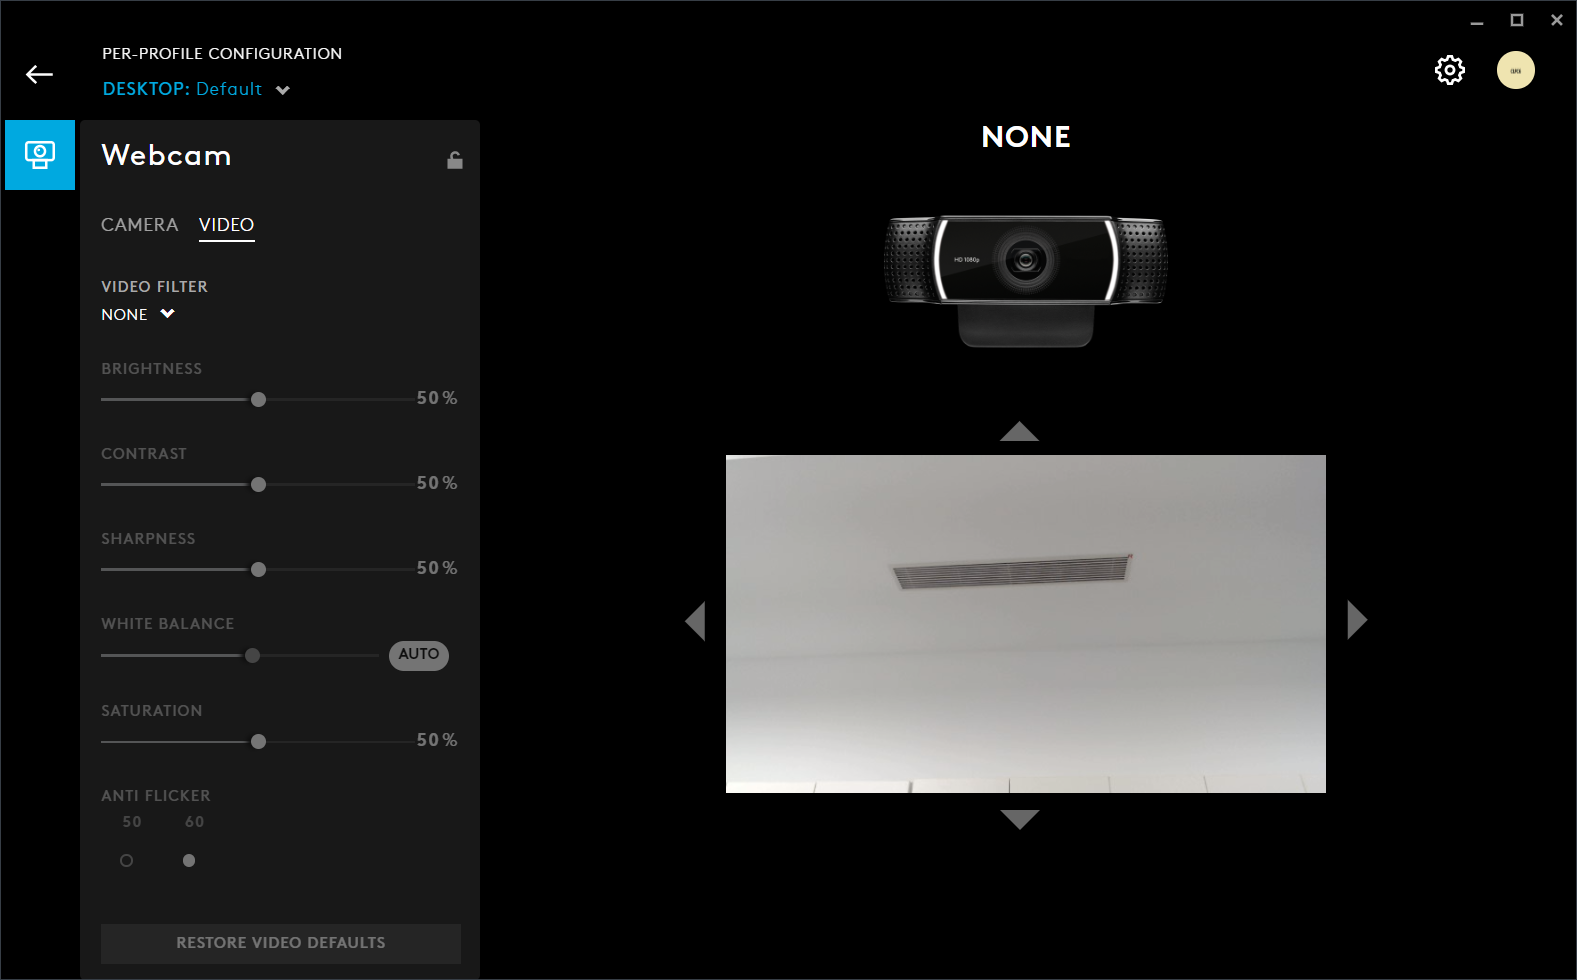 PER-PROFILE CONFIGURATION
DESKTOP: Default
Webcam
CAMERA VIDEO
VIDEO FILTER
NONE
BRIGHTNESS
50 %
CONTRAST
50 %
SHARPNESS
50 %
WHITE BALANCE
AUTO
SATURATION
50 %
ANTI FLICKER
50 60
RESTORE VIDEO DEFAULTS
NONE
HD 1080p